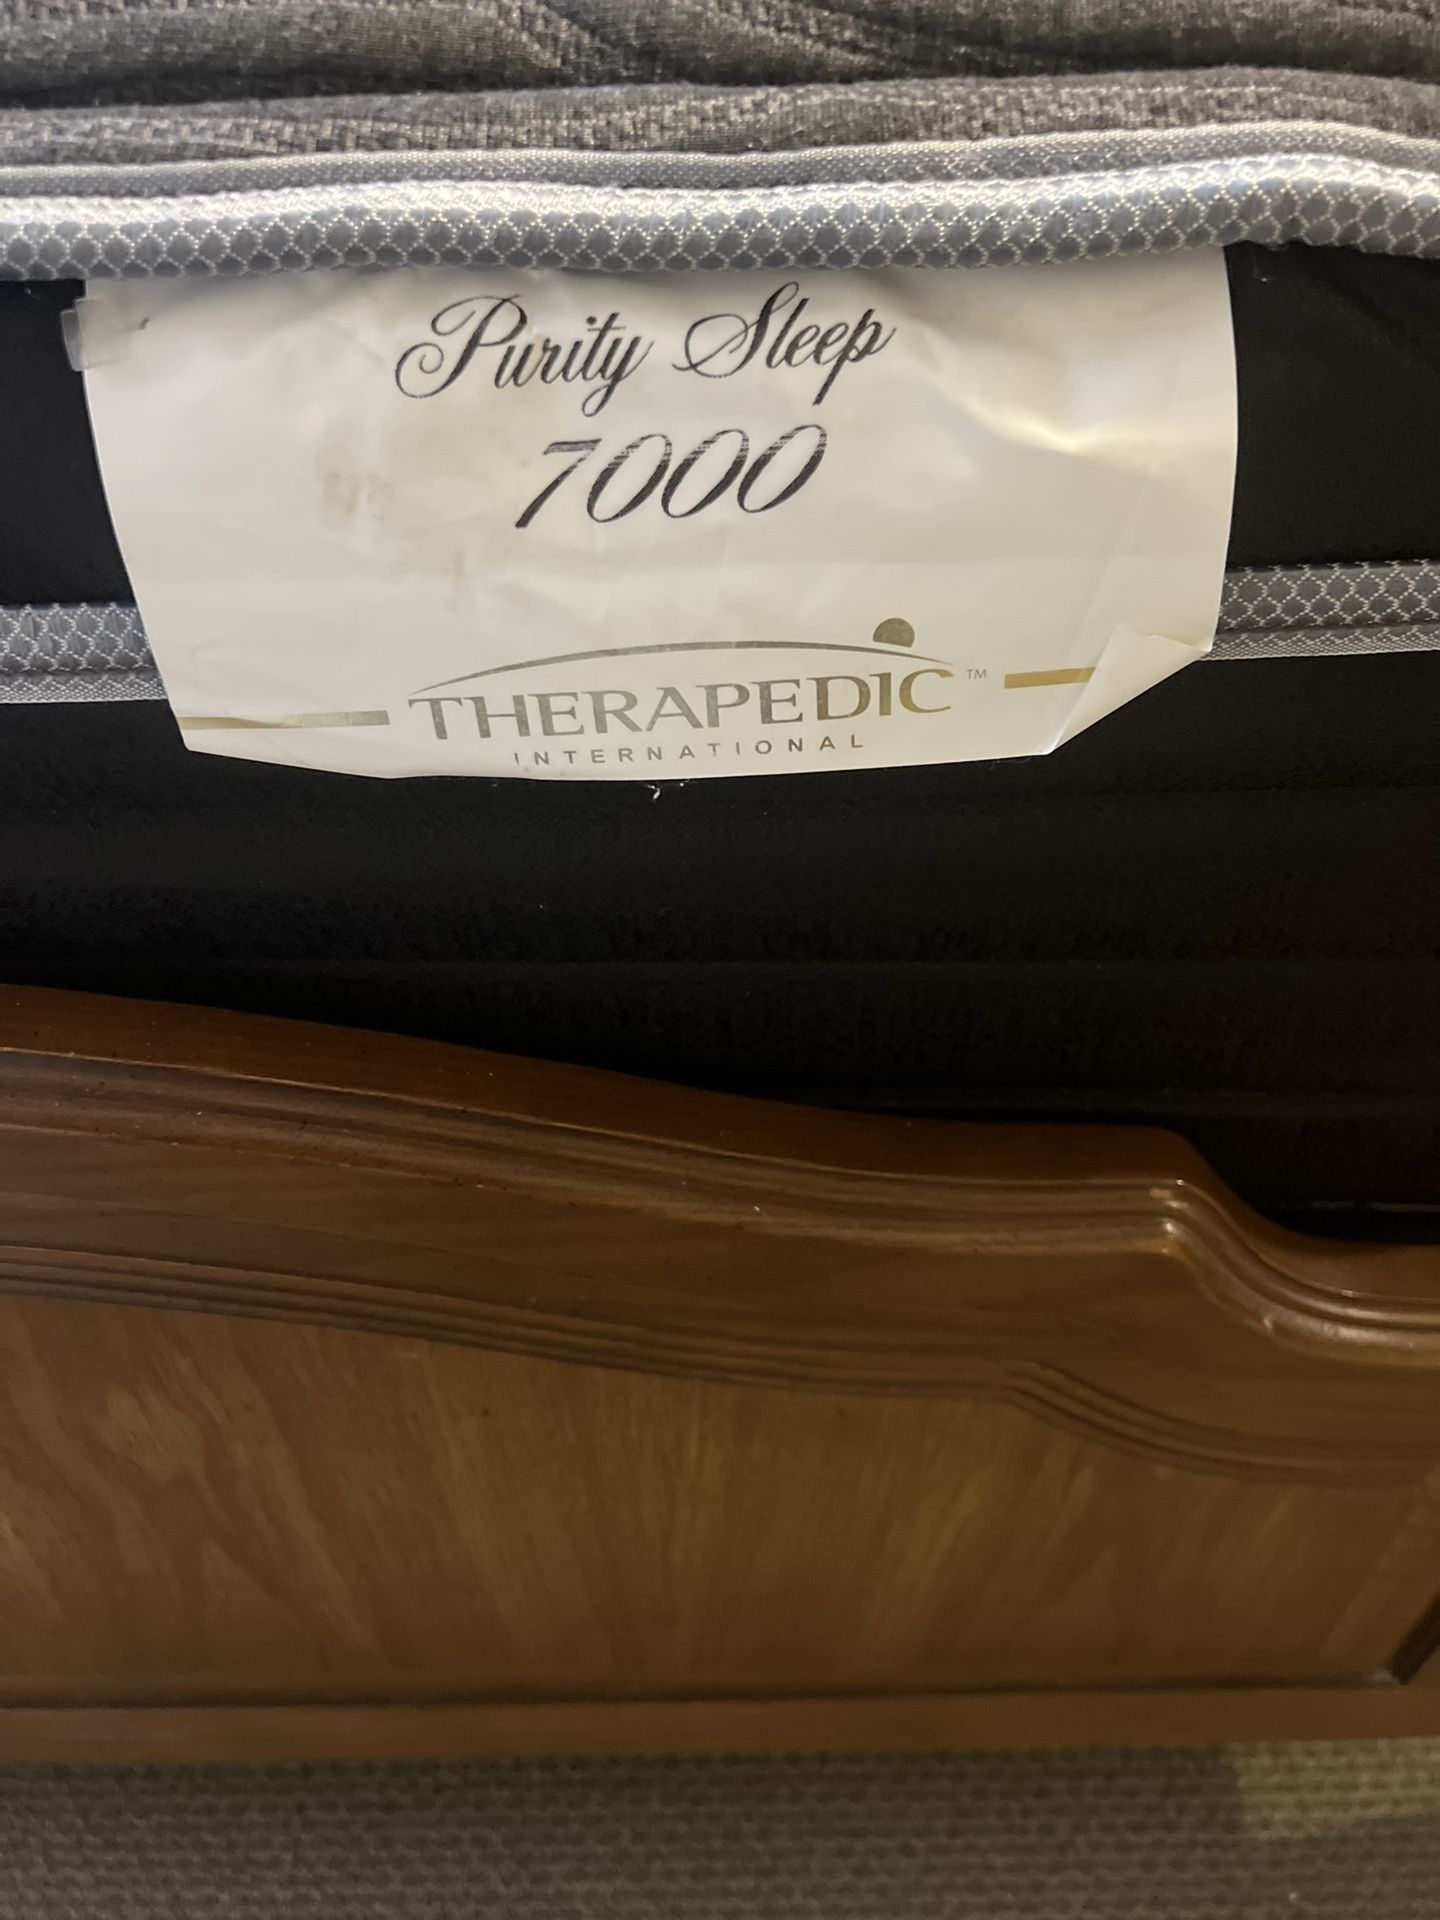 Purity Sleep
7000
THERAPEDIC™
INTERNATIONAL